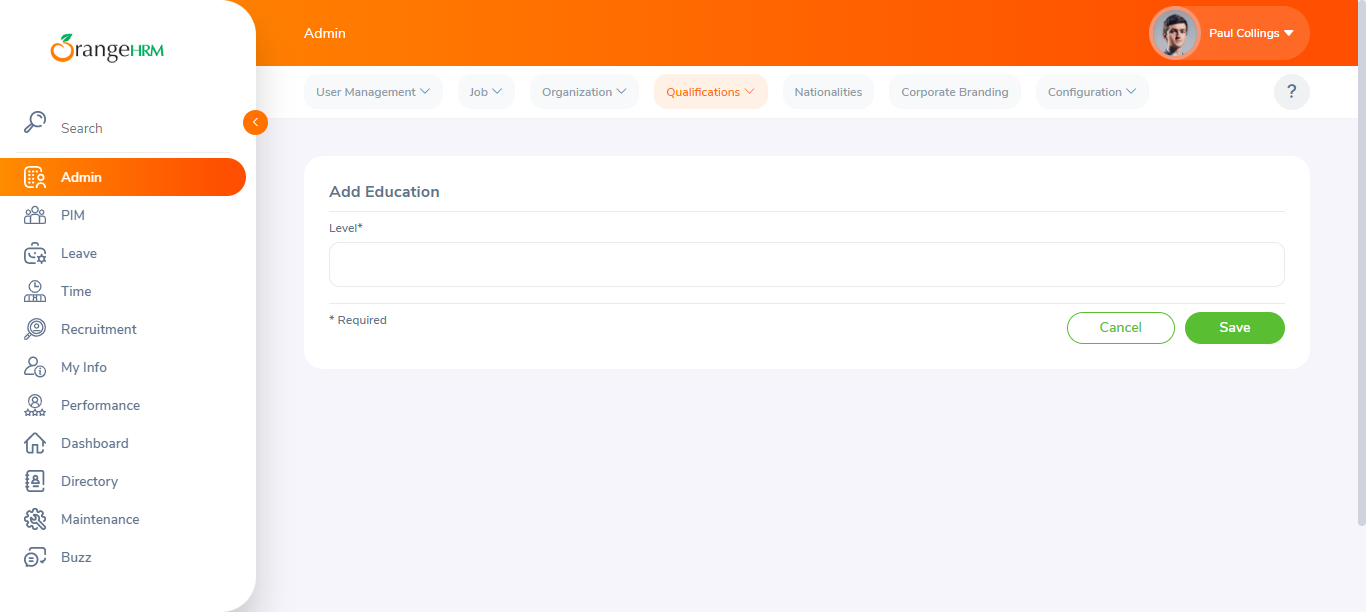 OrangeHRM
Search
Admin
PIM
Leave
Time
Recruitment
My Info
Performance
Dashboard
Directory
Maintenance
Buzz
Admin
Paul Collings
User Management
Job
Organization
Qualifications
Nationalities
Corporate Branding
Configuration
?
Add Education
Level*
* Required
Cancel
Save